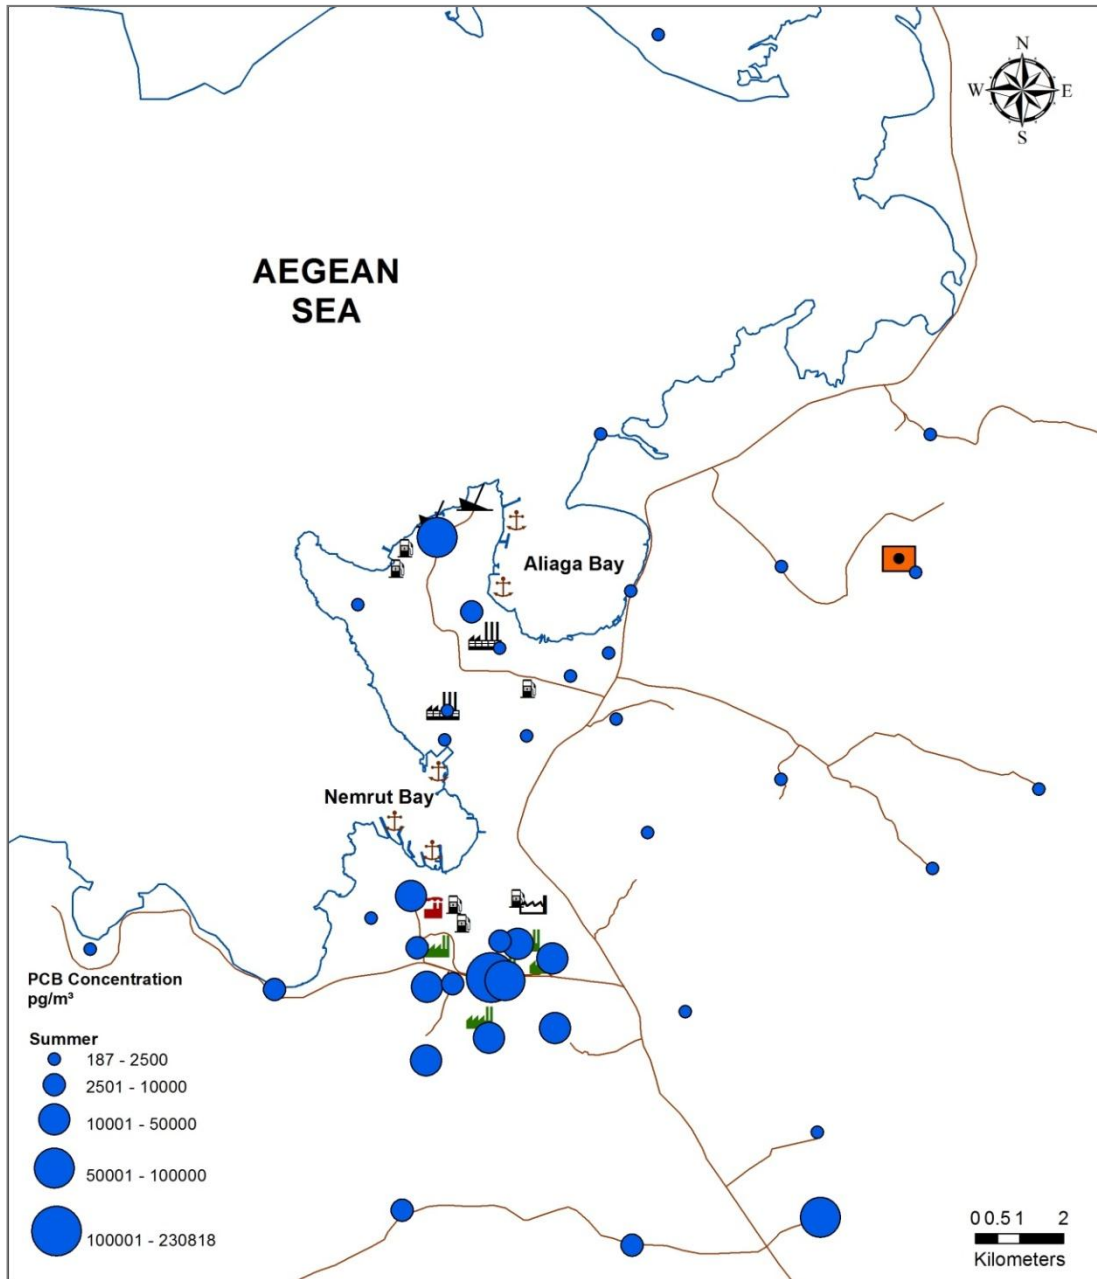 N
W E
S
AEGEAN
SEA
Aliaga Bay
Nemrut Bay
PCB Concentration
pg/m³
Summer
187 - 2500
2501 - 10000
10001 - 50000
50001 - 100000
100001 - 230818
0 0.5 1 2
Kilometers